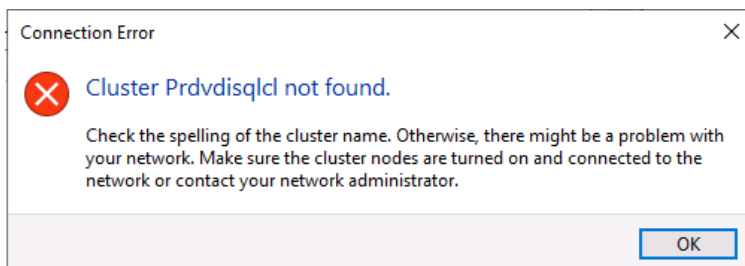 Connection Error
Cluster Prdvdisqlcl not found.
Check the spelling of the cluster name. Otherwise, there might be a problem with
your network. Make sure the cluster nodes are turned on and connected to the
network or contact your network administrator.
OK